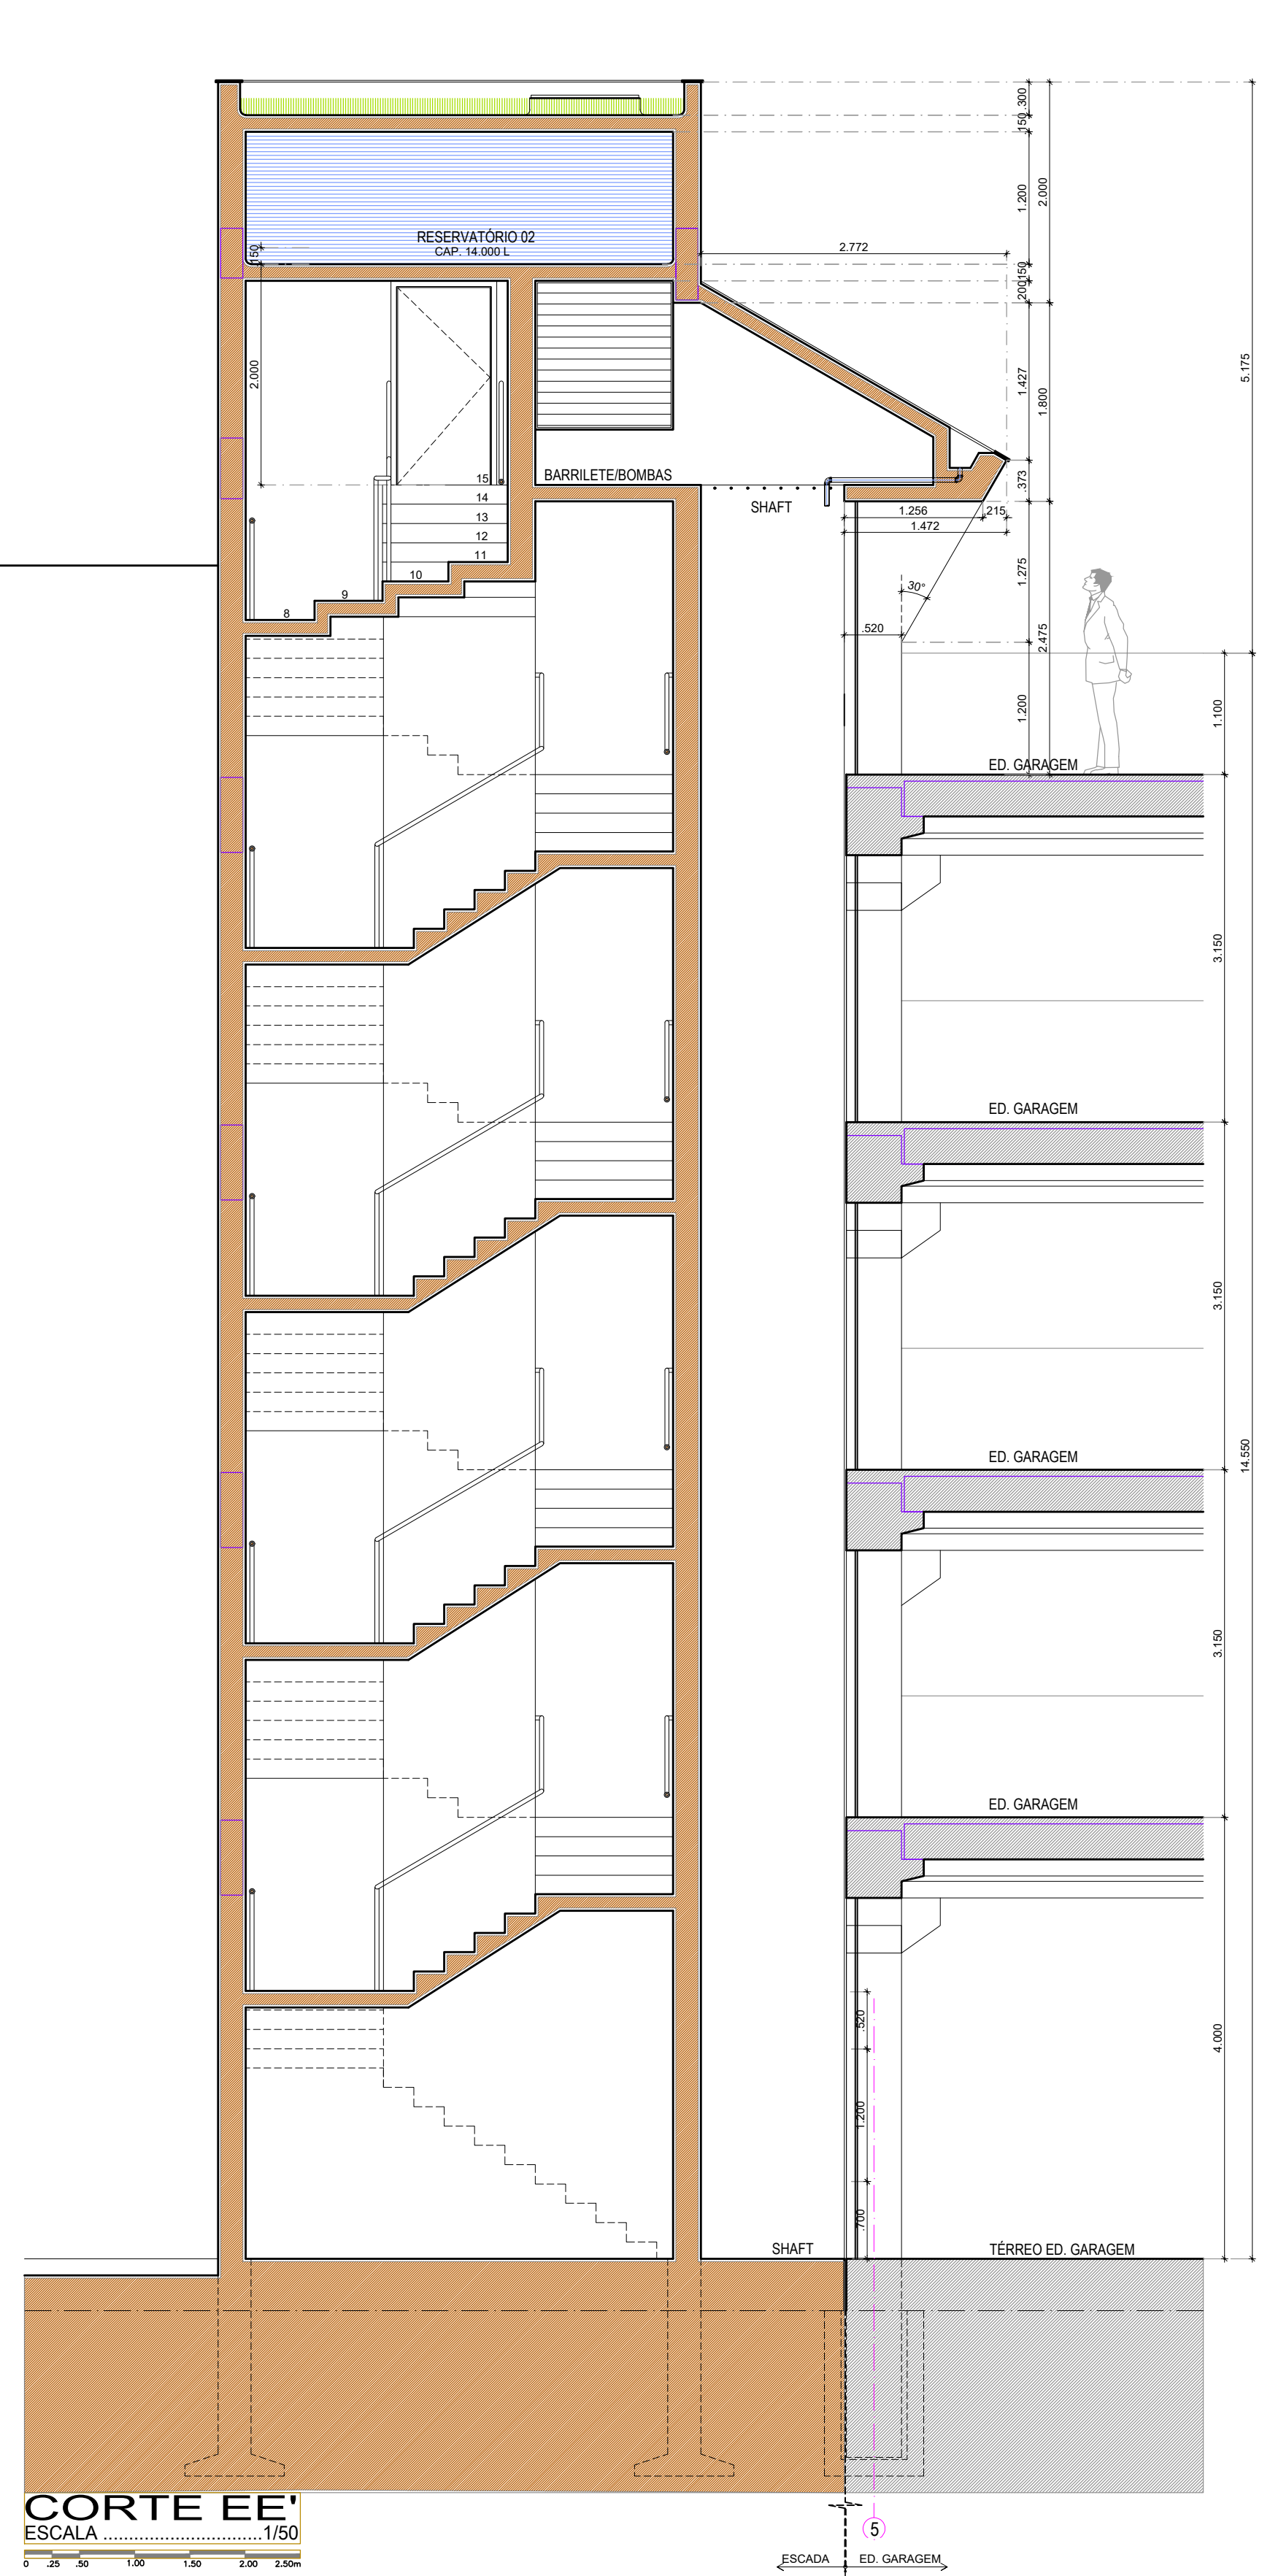 .300
.150
1.200
2.000
RESERVATÓRIO 02
CAP. 14.000 L
.150
2.772
.150
.200
2.000
1.427
1.800
5.175
15
BARRILETE/BOMBAS
14
SHAFT
.373
13
1.256
.215
12
1.472
11
10
1.275
30°
9
8
.520
2.475
1.200
1.100
ED. GARAGEM
3.150
ED. GARAGEM
3.150
ED. GARAGEM
14.550
3.150
ED. GARAGEM
.520
4.000
1.200
.700
SHAFT
TÉRREO ED. GARAGEM
CORTE EE'
ESCALA ..............................1/50
5
0 .25 .50 1.00 1.50 2.00 2.50m
ESCADA ED. GARAGEM